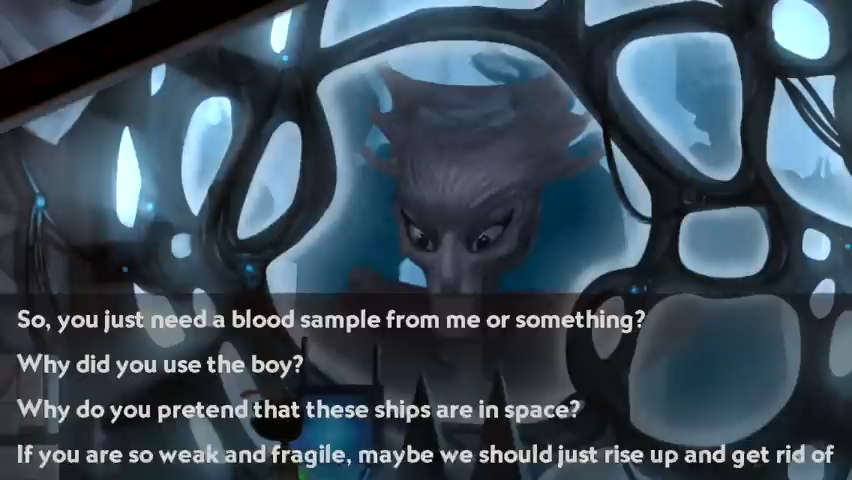 So, you just need a blood sample from me or something?
Why did you use the boy?
Why do you pretend that these ships are in space?
If you are so weak and fragile, maybe we should just rise up and get rid of